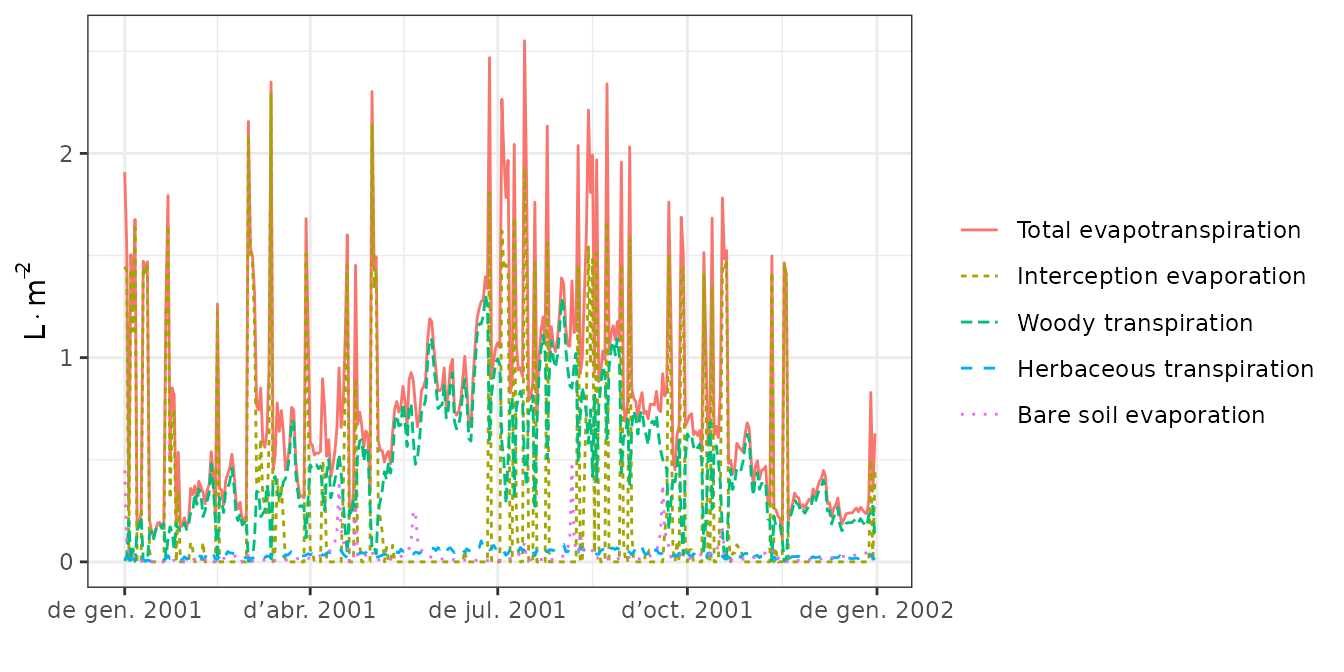 2
1
0
L · m⁻²
de gen. 2001
d’abr. 2001
de jul. 2001
d’oct. 2001
de gen. 2002
Total evapotranspiration
Interception evaporation
Woody transpiration
Herbaceous transpiration
Bare soil evaporation